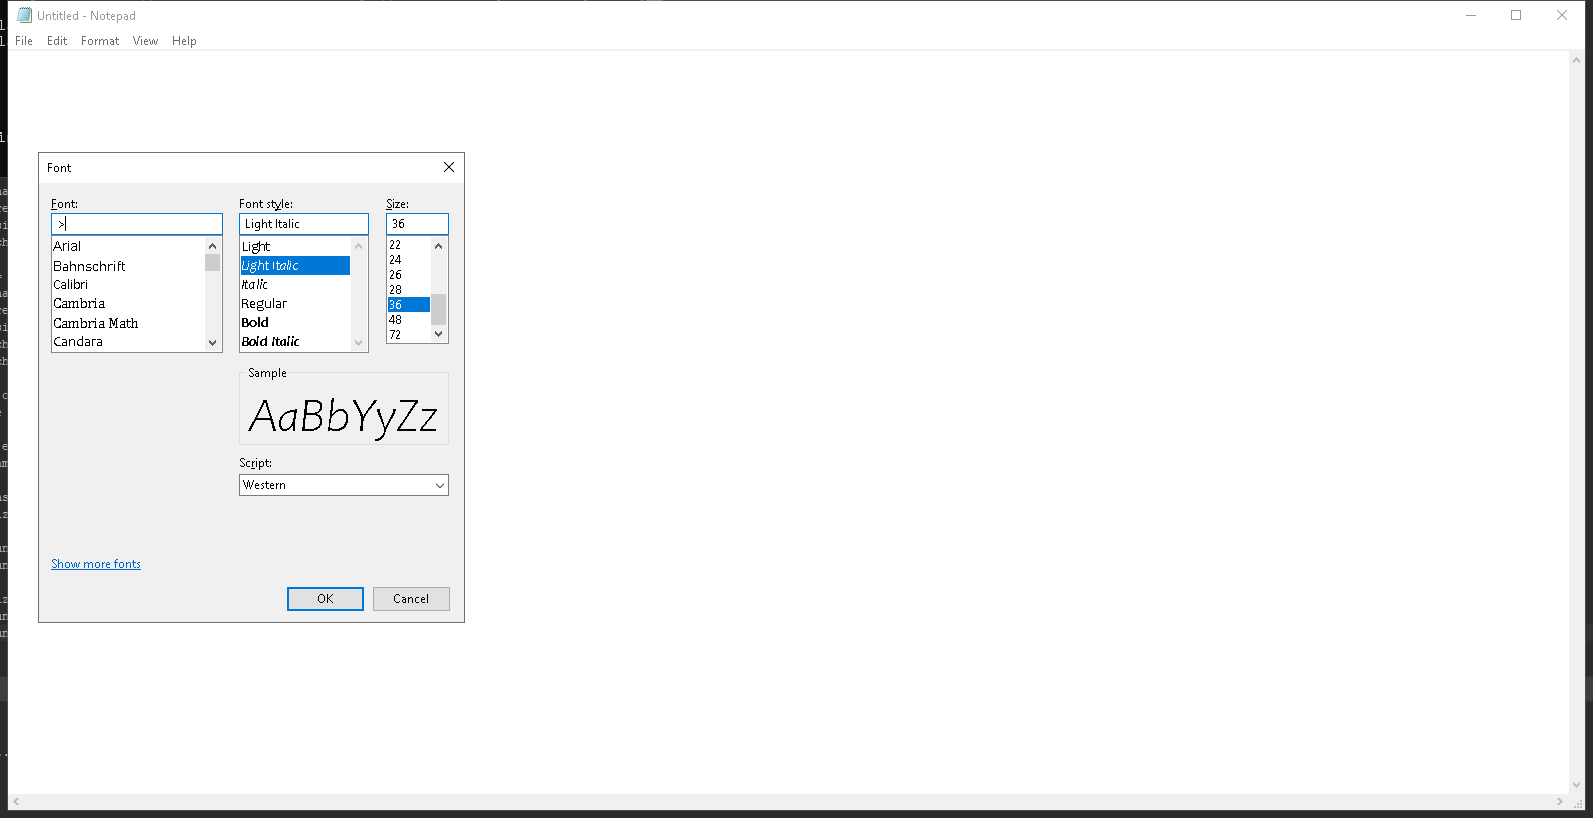 Untitled - Notepad
File Edit Format View Help
Font
Font: Font style: Size:
> Light Italic 36
Arial
Bahnschrift
Calibri
Cambria
Cambria Math
Candara
Light
Light Italic
Italic
Regular
Bold
Bold Italic
22
24
26
28
36
48
72
Sample
AaBbYyZz
Script:
Western
Show more fonts
OK Cancel